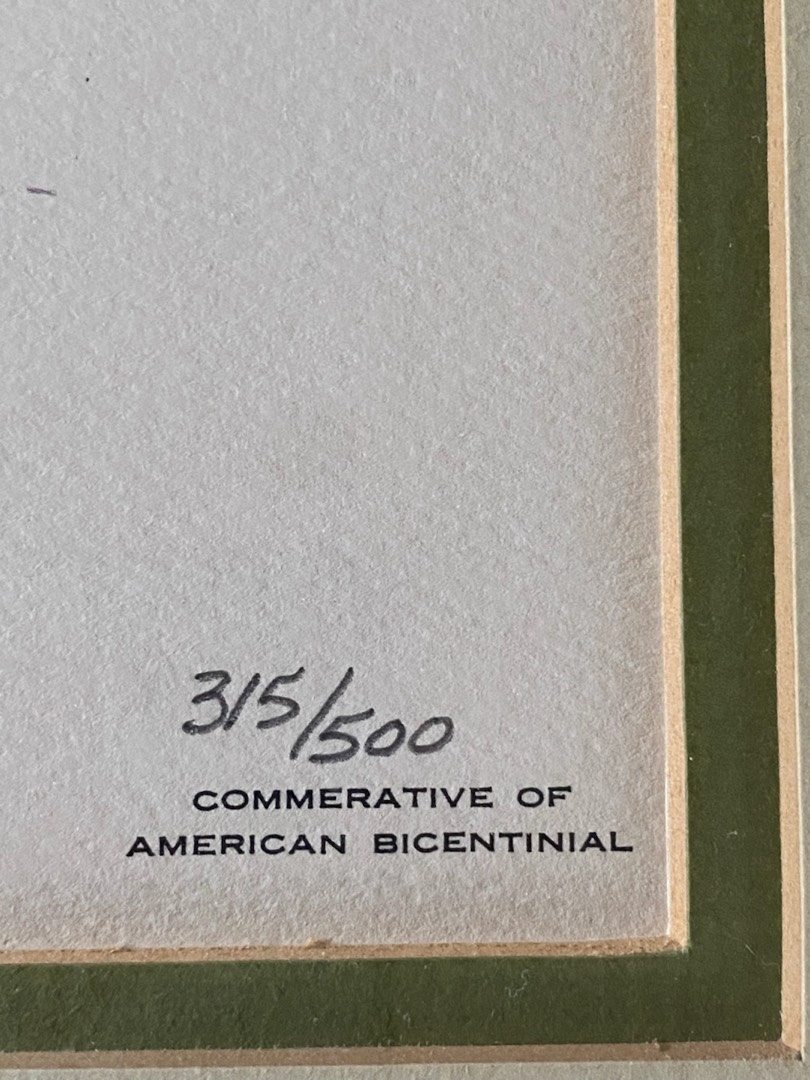 315/500
COMMERATIVE OF
AMERICAN BICENTINIAL